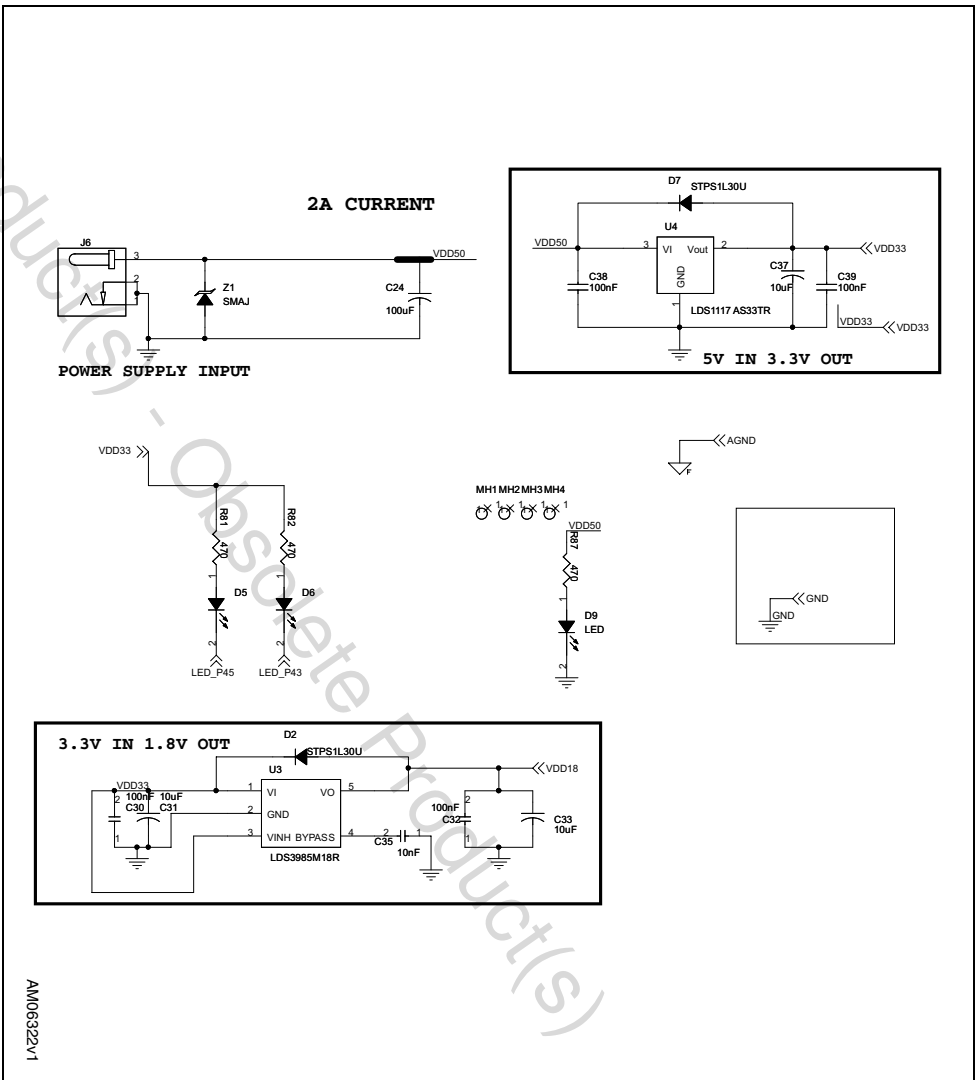 2A CURRENT
J6
3
2
1
Z1
SMAJ
C24
100uF
VDD50
POWER SUPPLY INPUT
D7
STPS1L30U
U4
VDD50
3
VI
Vout
2
GND
1
LDS1117 AS33TR
C38
100nF
C37
10uF
C39
100nF
VDD33
VDD33
VDD33
5V IN 3.3V OUT
VDD33
R81
470
1
D5
2
LED_P45
R82
470
1
D6
2
LED_P43
MH1 MH2 MH3 MH4
1 1 1 1
VDD50
R87
470
1
D9
LED
2
AGND
F
GND
GND
3.3V IN 1.8V OUT
D2
STPS1L30U
U3
VDD33
100nF 10uF
C30 C31
2
1
1
VI
VO
5
2
GND
3
VINH BYPASS
4
LDS3985M18R
2
C35
1
10nF
100nF
C32
2
1
C33
10uF
VDD18
AM06322v1
duct(s) - Obsolete Product(s)